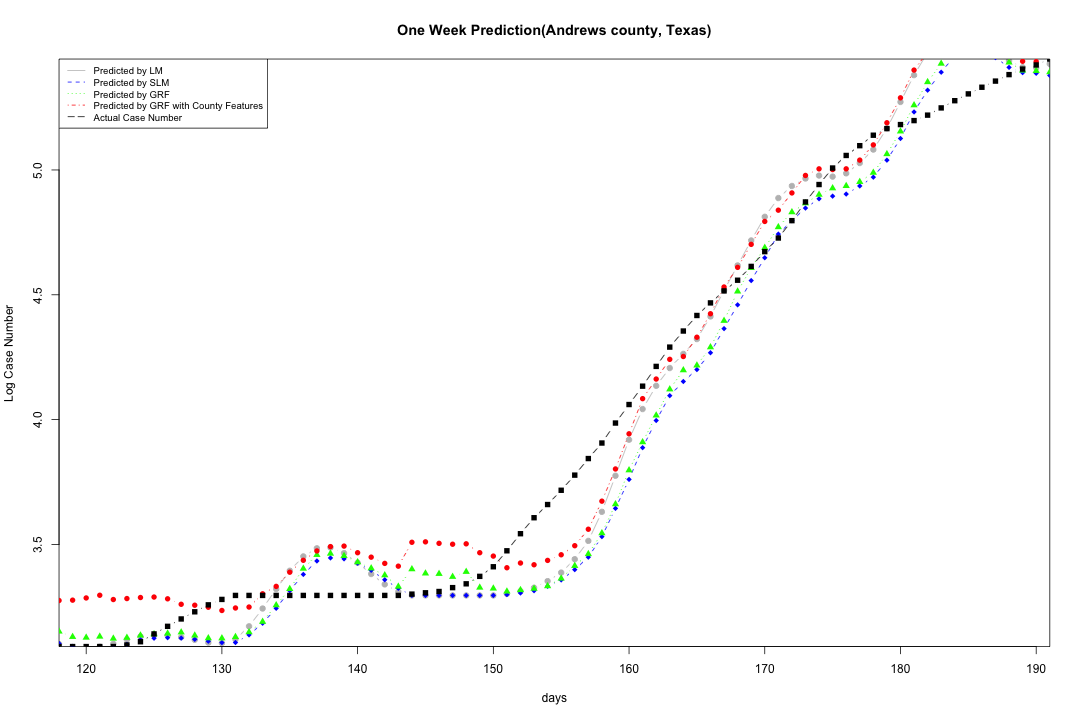 One Week Prediction(Andrews county, Texas)
Predicted by LM
Predicted by SLM
Predicted by GRF
Predicted by GRF with County Features
Actual Case Number
Log Case Number
5.0
4.5
4.0
3.5
120 130 140 150 160 170 180 190
days